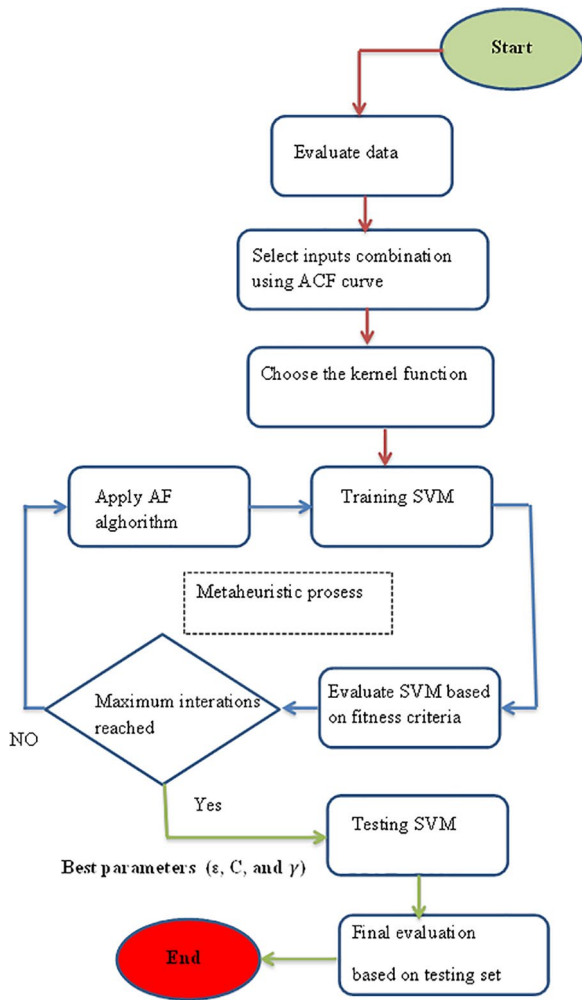 Start
Evaluate data
Select inputs combination
using ACF curve
Choose the kernel function
Apply AF
alghorithm
Training SVM
Metaheuristic prosess
Maximum interations
reached
Evaluate SVM based
on fitness criteria
NO
Yes
Testing SVM
Best parameters (ε, C, and γ)
Final evaluation
based on testing set
End